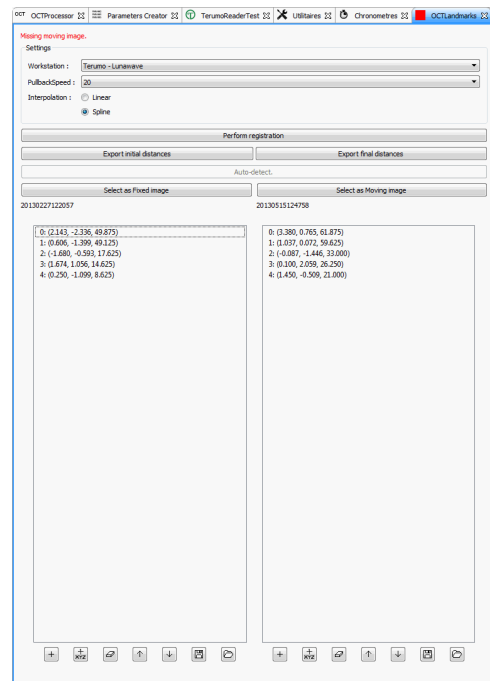 OCT OCTProcessor Parameters Creator TerumoReaderTest Utilitaires Chronometres OCTLandmarks
Missing moving image.
Settings
Workstation : Terumo - Lunawave
PullbackSpeed : 20
Interpolation : Linear
Spline
Perform registration
Export initial distances Export final distances
Auto-detect.
Select as Fixed image Select as Moving image
20130227122057 20130515124758
0: (2.143, -2.336, 49.875) 0: (3.380, 0.765, 61.875)
1: (0.606, -1.399, 49.125) 1: (1.037, 0.072, 59.625)
2: (-1.680, -0.593, 17.625) 2: (-0.087, -1.446, 33.000)
3: (1.674, 1.056, 14.625) 3: (0.100, 2.059, 26.250)
4: (0.250, -1.099, 8.625) 4: (1.450, -0.509, 21.000)
+ + XYZ + + XYZ